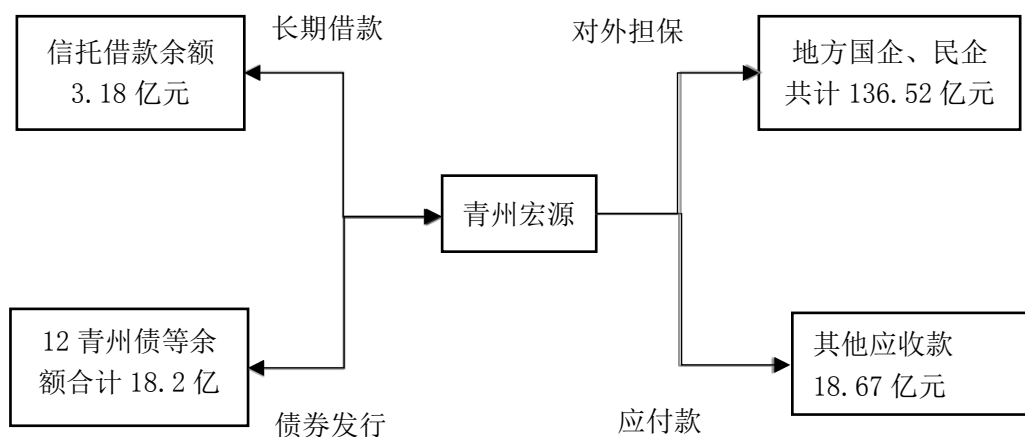 长期借款
对外担保
信托借款余额
3.18 亿元
地方国企、民企
共计 136.52 亿元
青州宏源
12 青州债等余
额合计 18.2 亿
其他应收款
18.67 亿元
债券发行
应付款